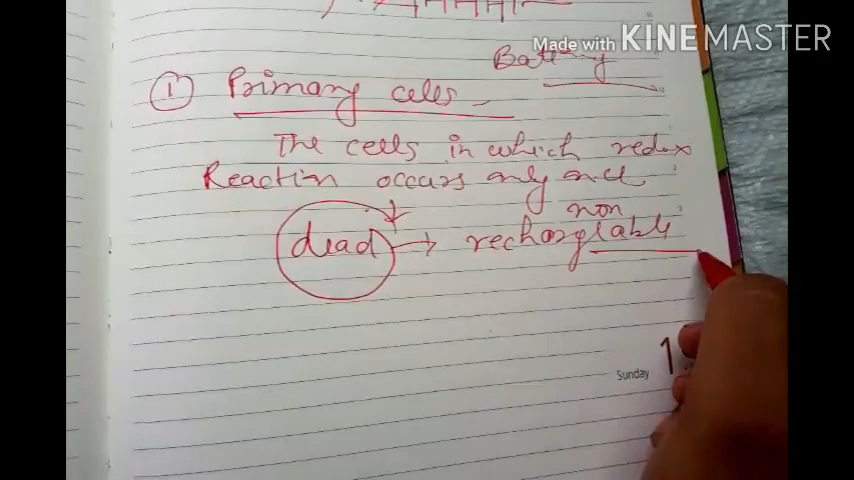 Made with KINEMASTER
Battery
① Primary cells -
The cells in which redox
Reaction occurs only once
non
dead → rechargable
Sunday 1